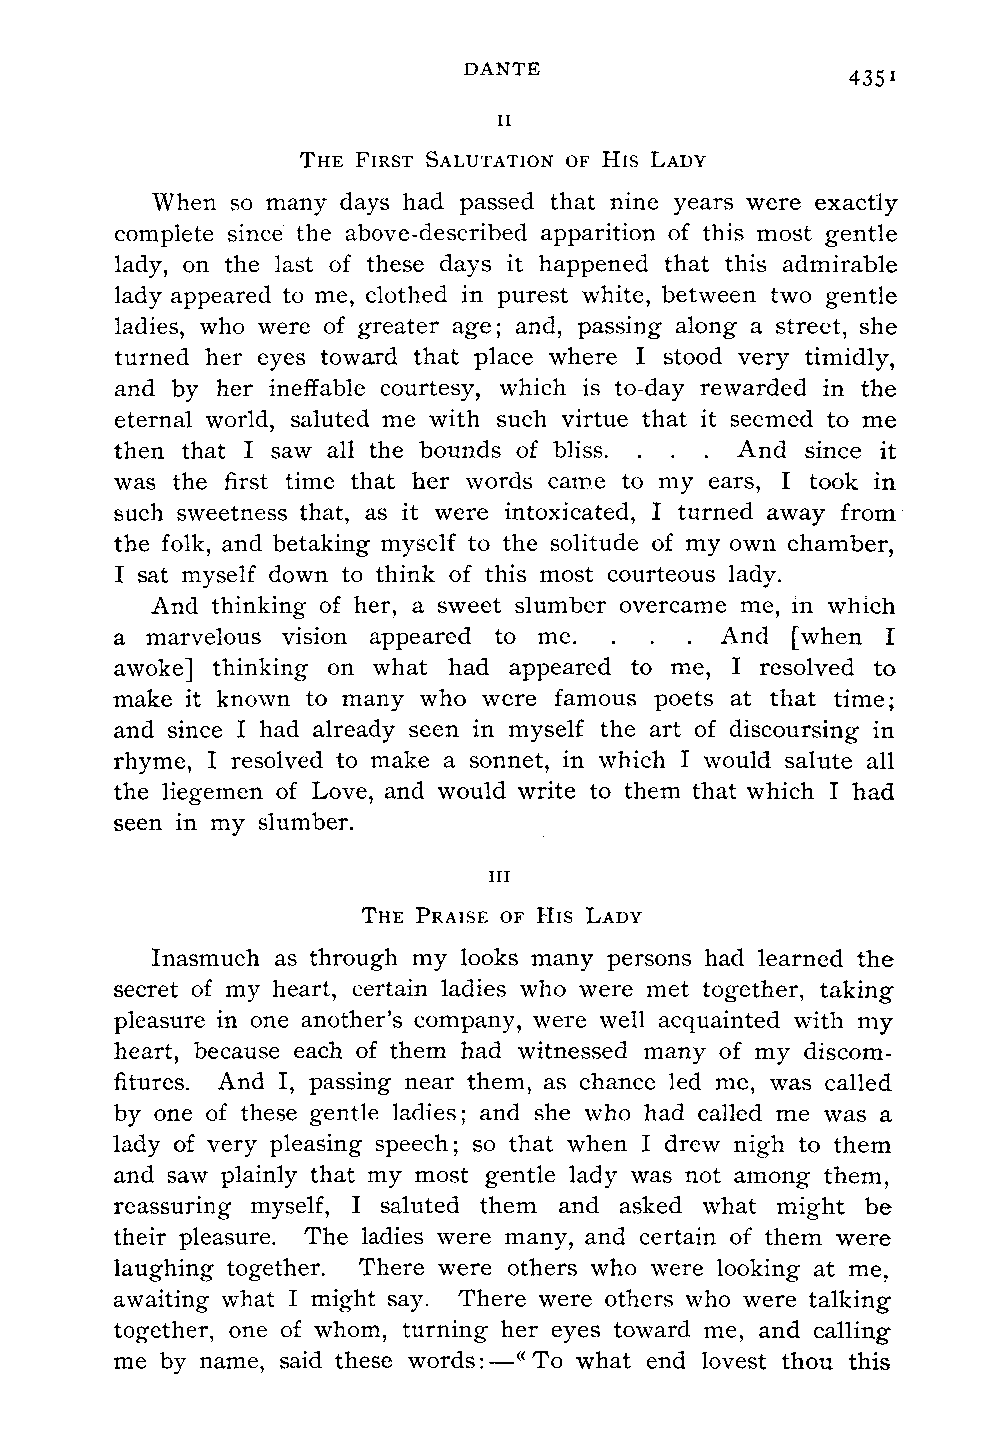 DANTE
4351
II
THE FIRST SALUTATION OF HIS LADY
When so many days had passed that nine years were exactly
complete since the above-described apparition of this most gentle
lady, on the last of these days it happened that this admirable
lady appeared to me, clothed in purest white, between two gentle
ladies, who were of greater age; and, passing along a street, she
turned her eyes toward that place where I stood very timidly,
and by her ineffable courtesy, which is to-day rewarded in the
eternal world, saluted me with such virtue that it seemed to me
then that I saw all the bounds of bliss. . . . And since it
was the first time that her words came to my ears, I took in
such sweetness that, as it were intoxicated, I turned away from
the folk, and betaking myself to the solitude of my own chamber,
I sat myself down to think of this most courteous lady.
And thinking of her, a sweet slumber overcame me, in which
a marvelous vision appeared to me. . . . And [when I
awoke] thinking on what had appeared to me, I resolved to
make it known to many who were famous poets at that time;
and since I had already seen in myself the art of discoursing in
rhyme, I resolved to make a sonnet, in which I would salute all
the liegemen of Love, and would write to them that which I had
seen in my slumber.
III
THE PRAISE OF HIS LADY
Inasmuch as through my looks many persons had learned the
secret of my heart, certain ladies who were met together, taking
pleasure in one another's company, were well acquainted with my
heart, because each of them had witnessed many of my discom-
fitures. And I, passing near them, as chance led me, was called
by one of these gentle ladies; and she who had called me was a
lady of very pleasing speech; so that when I drew nigh to them
and saw plainly that my most gentle lady was not among them,
reassuring myself, I saluted them and asked what might be
their pleasure. The ladies were many, and certain of them were
laughing together. There were others who were looking at me,
awaiting what I might say. There were others who were talking
together, one of whom, turning her eyes toward me, and calling
me by name, said these words:—“To what end lovest thou this